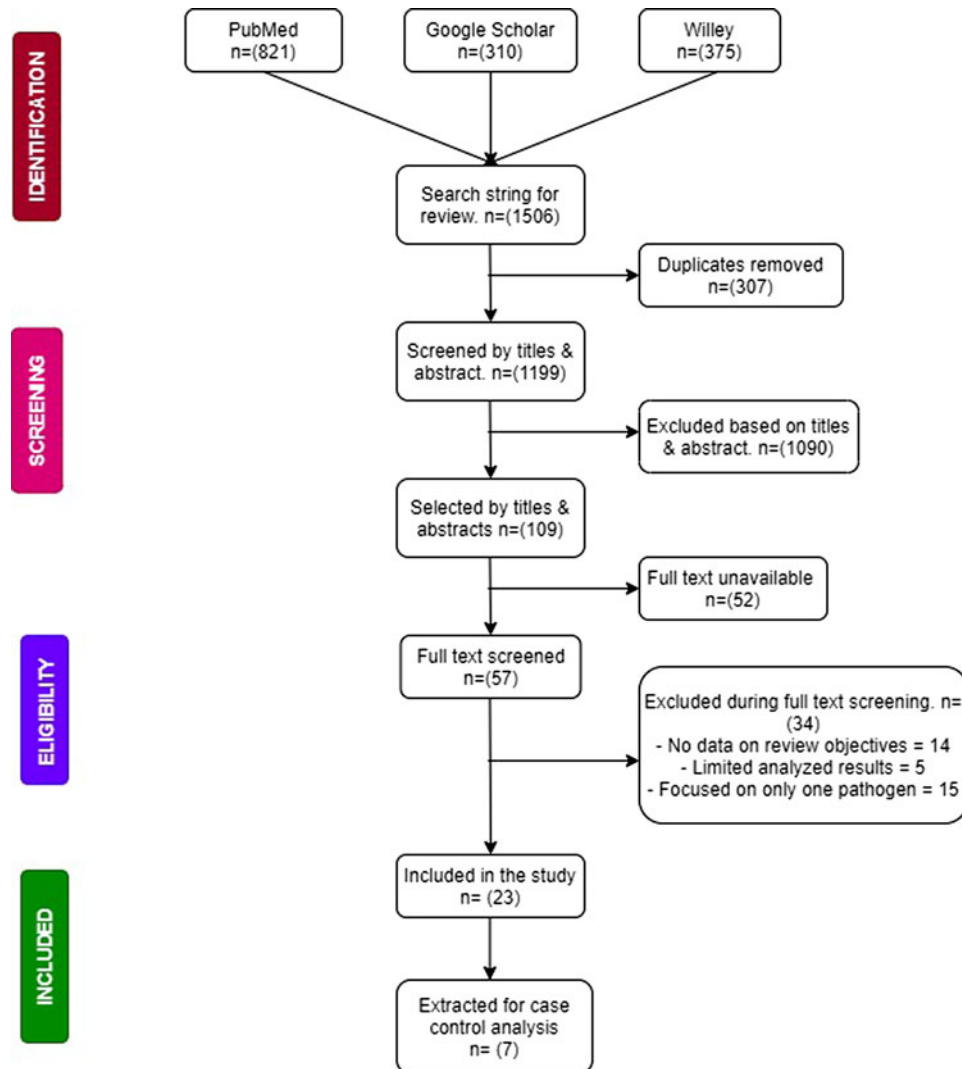 IDENTIFICATION
PubMed
n=(821)
Google Scholar
n=(310)
Willey
n=(375)
Search string for
review. n=(1506)
Duplicates removed
n=(307)
SCREENING
Screened by titles &
abstract. n=(1199)
Excluded based on titles
& abstract. n=(1090)
Selected by titles &
abstracts n=(109)
Full text unavailable
n=(52)
ELIGIBILITY
Full text screened
n=(57)
Excluded during full text screening. n=
(34)
- No data on review objectives = 14
- Limited analyzed results = 5
- Focused on only one pathogen = 15
INCLUDED
Included in the study
n= (23)
Extracted for case
control analysis
n= (7)